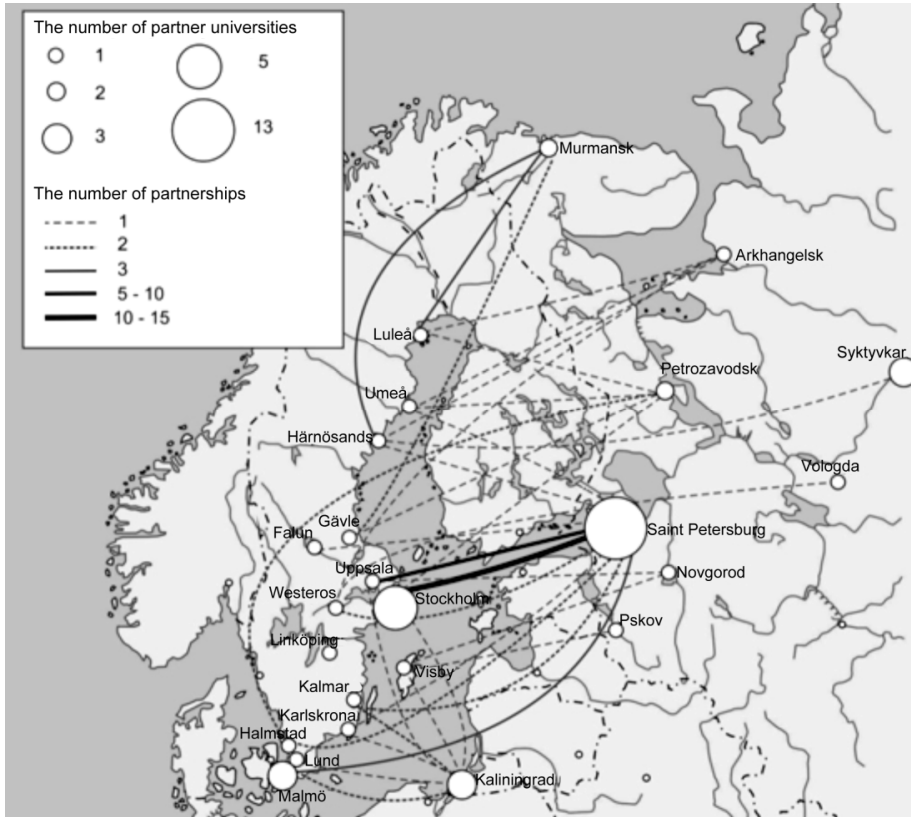 The number of partner universities
1
5
2
3
13
The number of partnerships
1
2
3
5 - 10
10 - 15
Murmansk
Arkhangelsk
Luleå
Syktyvkar
Petrozavodsk
Umeå
Härnösands
Vologda
Gävle
Saint Petersburg
Falun
Uppsala
Novgorod
Westeros
Stockholm
Pskov
Linköping
Visby
Kalmar
Karlskrona
Halmstad
Lund
Kaliningrad
Malmö